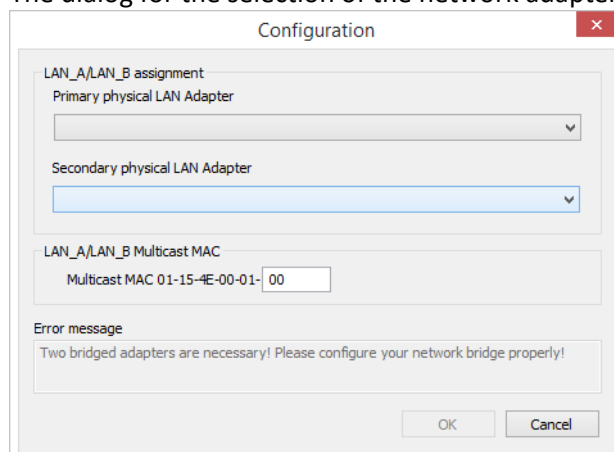 The dialog for the selection of the network adapter
Configuration
LAN_A/LAN_B assignment
Primary physical LAN Adapter
Secondary physical LAN Adapter
LAN_A/LAN_B Multicast MAC
Multicast MAC 01-15-4E-00-01- 00
Error message
Two bridged adapters are necessary! Please configure your network bridge properly!
OK Cancel